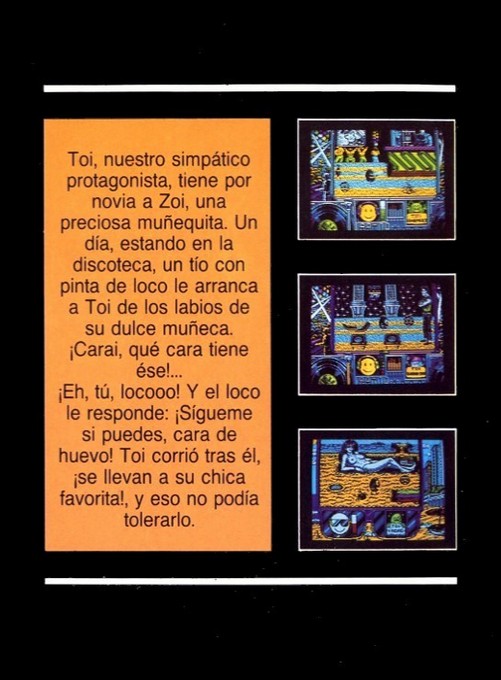 Toi, nuestro simpático
protagonista, tiene por
novia a Zoi, una
preciosa muñequita. Un
día, estando en la
discoteca, un tío con
pinta de loco le arranca
a Toi de los labios de
su dulce muñeca.
¡Carai, qué cara tiene
ése!...
¡Eh, tú, locooo! Y el loco
le responde: ¡Sígueme
si puedes, cara de
huevo! Toi corrió tras él,
¡se llevan a su chica
favorita!, y eso no podía
tolerarlo.